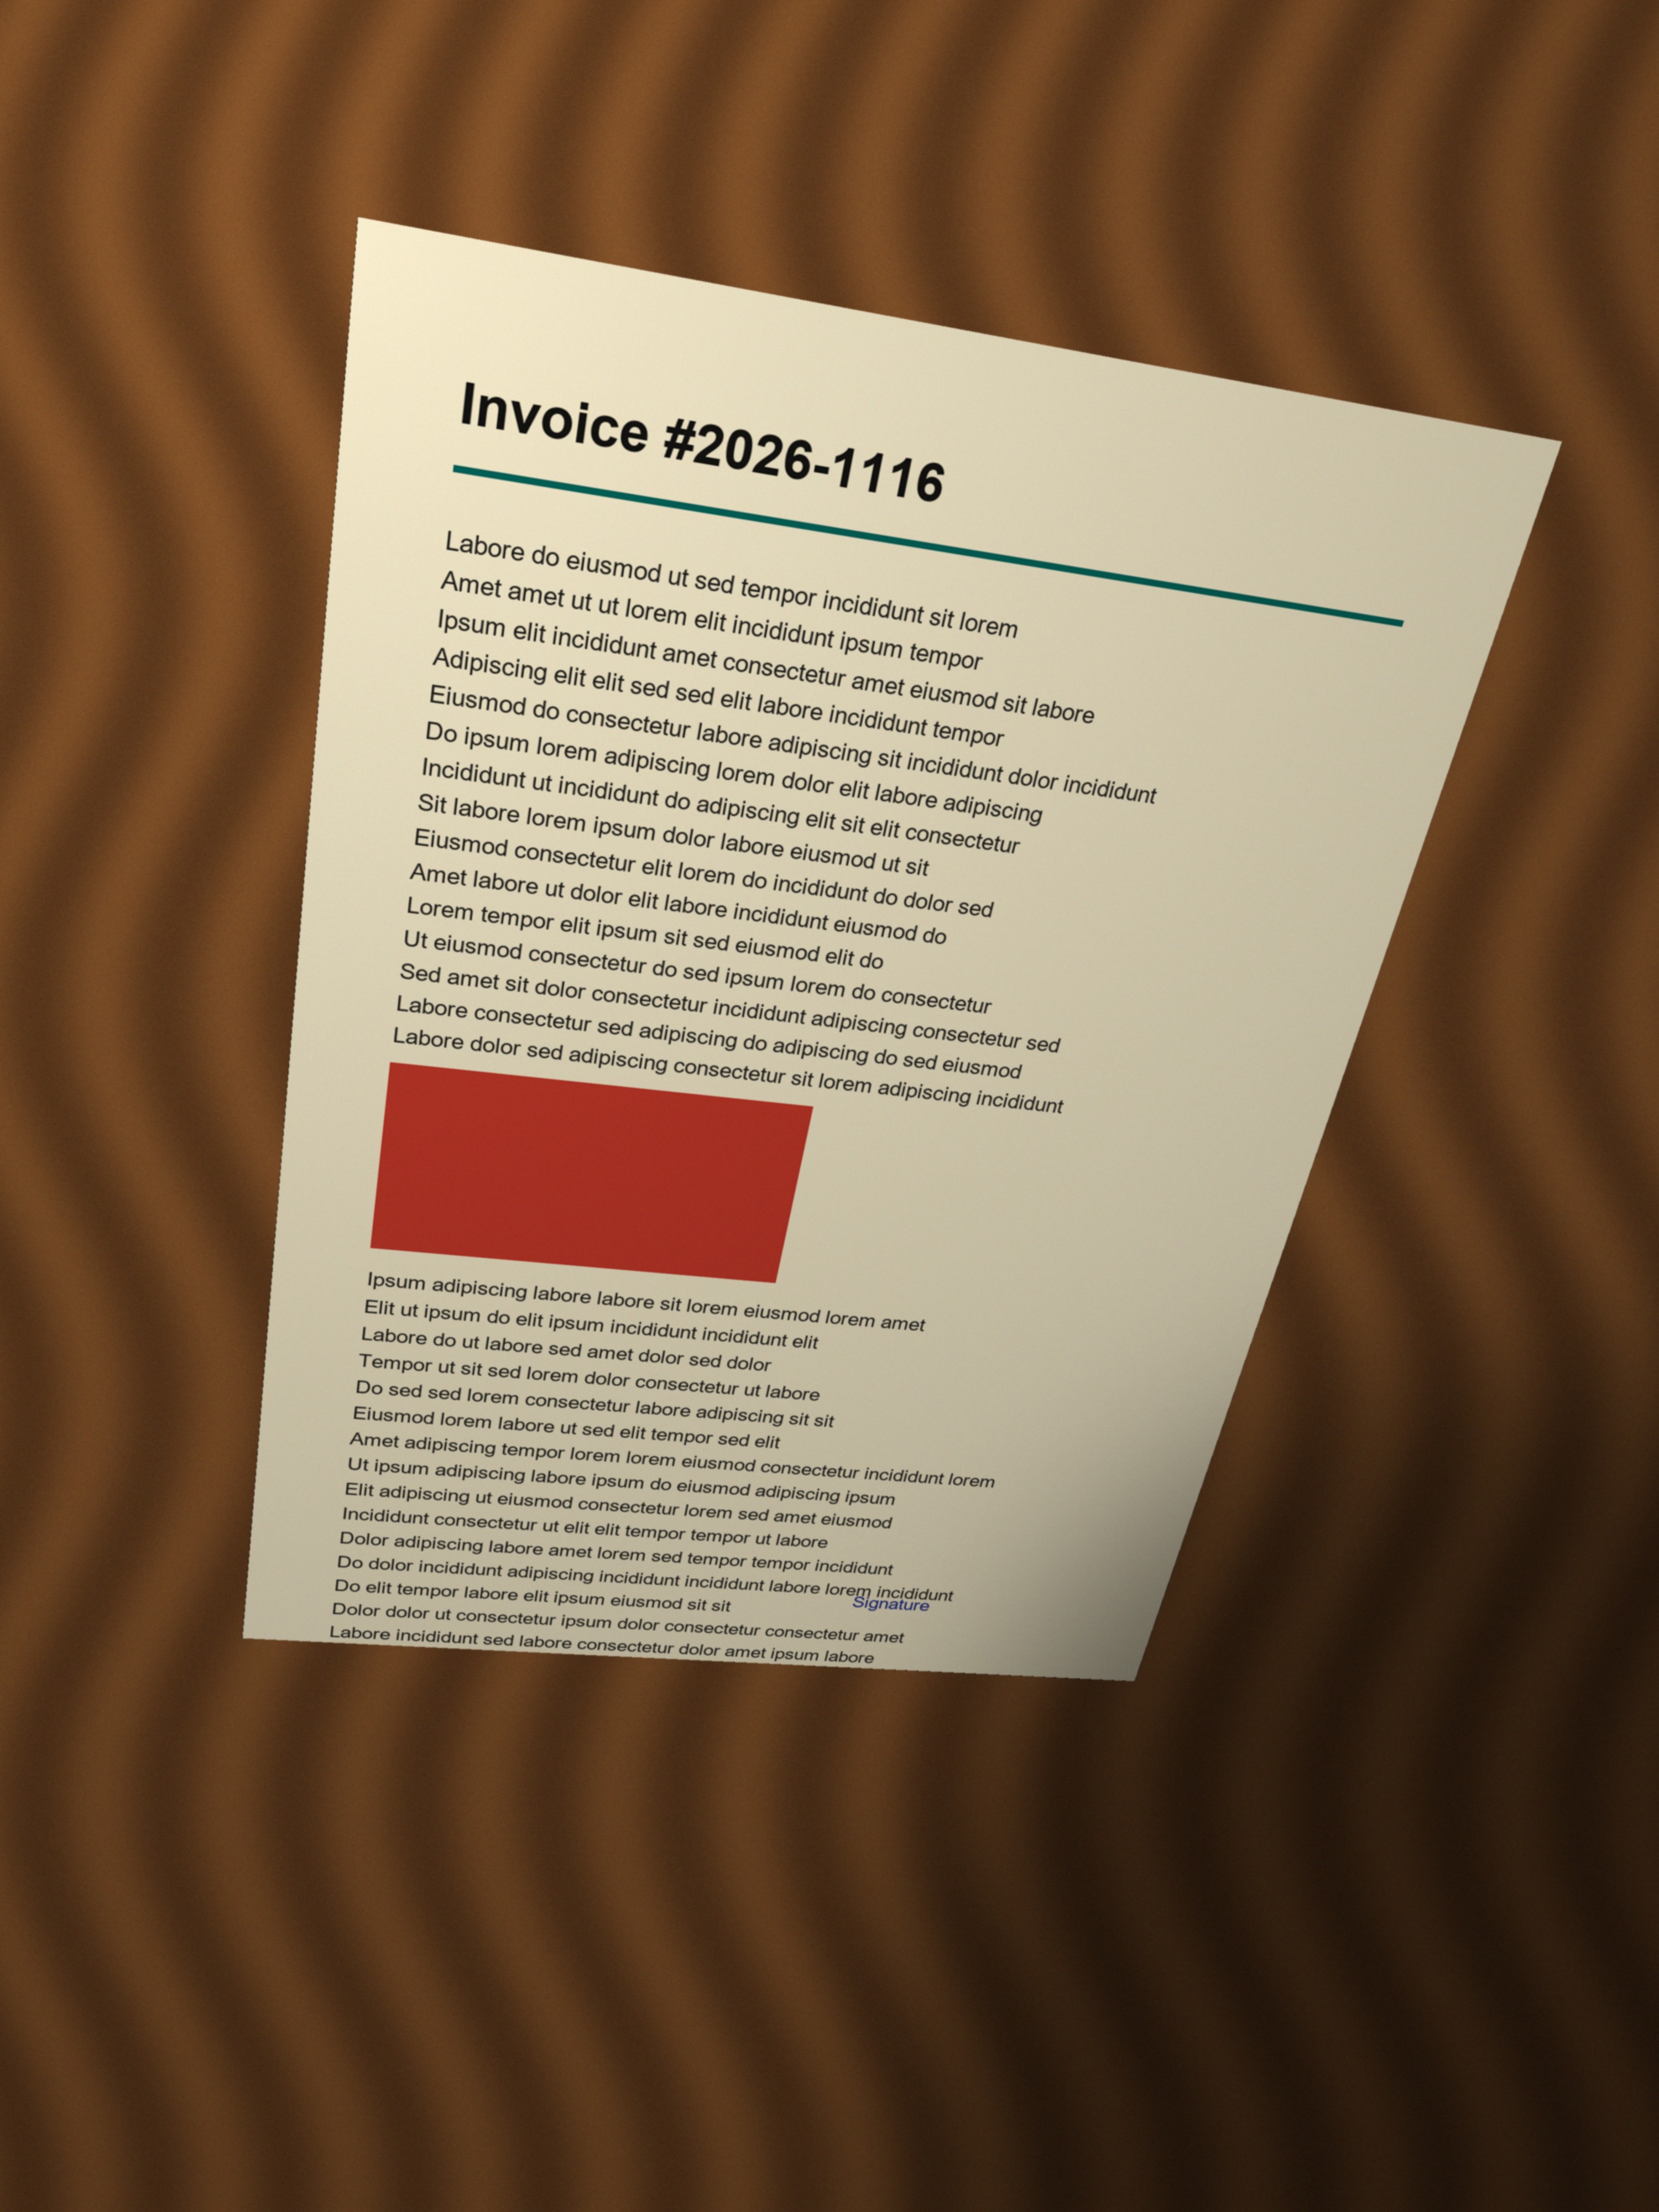 Invoice #2026-1116
Labore do eiusmod ut sed tempor incididunt sit lorem
Amet amet ut ut lorem elit incididunt ipsum tempor
Ipsum elit incididunt amet consectetur amet eiusmod sit labore
Adipiscing elit elit sed sed elit labore incididunt tempor
Eiusmod do consectetur labore adipiscing sit incididunt dolor incididunt
Do ipsum lorem adipiscing lorem dolor elit labore adipiscing
Incididunt ut incididunt do adipiscing elit sit elit consectetur
Sit labore lorem ipsum dolor labore eiusmod ut sit
Eiusmod consectetur elit lorem do incididunt do dolor sed
Amet labore ut dolor elit labore incididunt eiusmod do
Lorem tempor elit ipsum sit sed eiusmod elit do
Ut eiusmod consectetur do sed ipsum lorem do consectetur
Sed amet sit dolor consectetur incididunt adipiscing consectetur sed
Labore consectetur sed adipiscing do adipiscing do sed eiusmod
Labore dolor sed adipiscing consectetur sit lorem adipiscing incididunt
Ipsum adipiscing labore labore sit lorem eiusmod lorem amet
Elit ut ipsum do elit ipsum incididunt incididunt elit
Labore do ut labore sed amet dolor sed dolor
Tempor ut sit sed lorem dolor consectetur ut labore
Do sed sed lorem consectetur labore adipiscing sit sit
Eiusmod lorem labore ut sed elit tempor sed elit
Amet adipiscing tempor lorem lorem eiusmod consectetur incididunt lorem
Ut ipsum adipiscing labore ipsum do eiusmod adipiscing ipsum
Elit adipiscing ut eiusmod consectetur lorem sed amet eiusmod
Incididunt consectetur ut elit elit tempor tempor ut labore
Dolor adipiscing labore amet lorem sed tempor tempor incididunt
Do dolor incididunt adipiscing incididunt incididunt labore lorem incididunt
Do elit tempor labore elit ipsum eiusmod sit sit
Signature
Dolor dolor ut consectetur ipsum dolor consectetur consectetur amet
Labore incididunt sed labore consectetur dolor amet ipsum labore